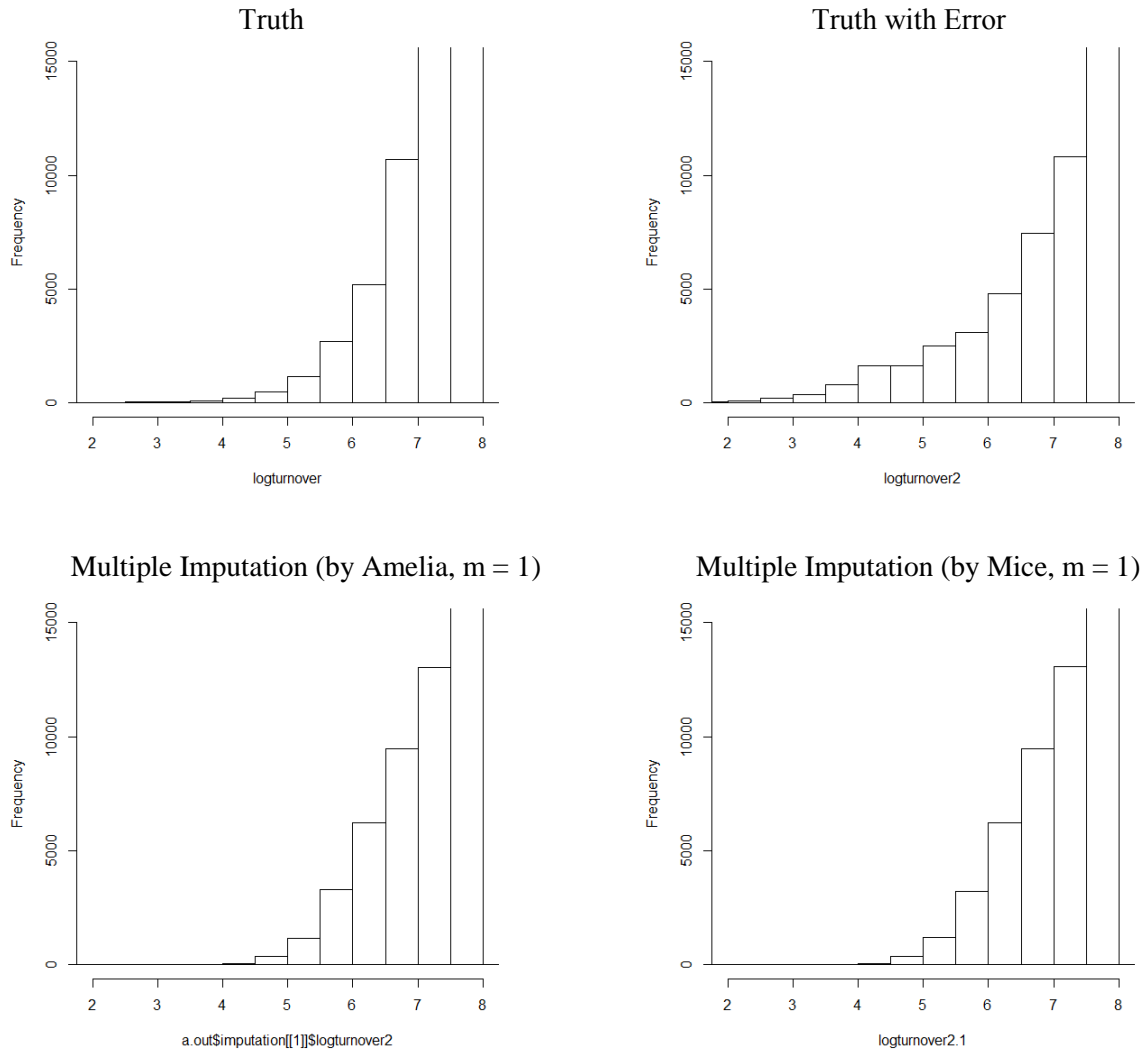 Truth
15000
10000
5000
0
Frequency
2 3 4 5 6 7 8
logturnover
Truth with Error
15000
10000
5000
0
Frequency
2 3 4 5 6 7 8
logturnover2
Multiple Imputation (by Amelia, m = 1)
15000
10000
5000
0
Frequency
2 3 4 5 6 7 8
a.out$imputation[[1]]$logturnover2
Multiple Imputation (by Mice, m = 1)
15000
10000
5000
0
Frequency
2 3 4 5 6 7 8
logturnover2.1